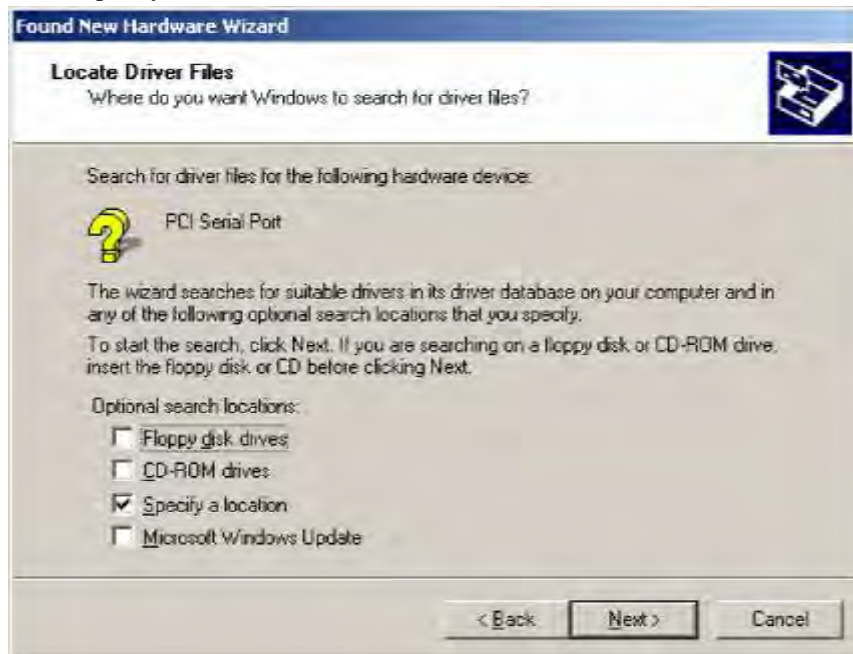 Found New Hardware Wizard
Locate Driver Files
Where do you want Windows to search for driver files?
Search for driver files for the following hardware device:
PCI Serial Port
The wizard searches for suitable drivers in its driver database on your computer and in
any of the following optional search locations that you specify.
To start the search, click Next. If you are searching on a floppy disk or CD-ROM drive,
insert the floppy disk or CD before clicking Next.
Optional search locations:
Floppy disk drives
CD-ROM drives
Specify a location
Microsoft Windows Update
< Back
Next >
Cancel